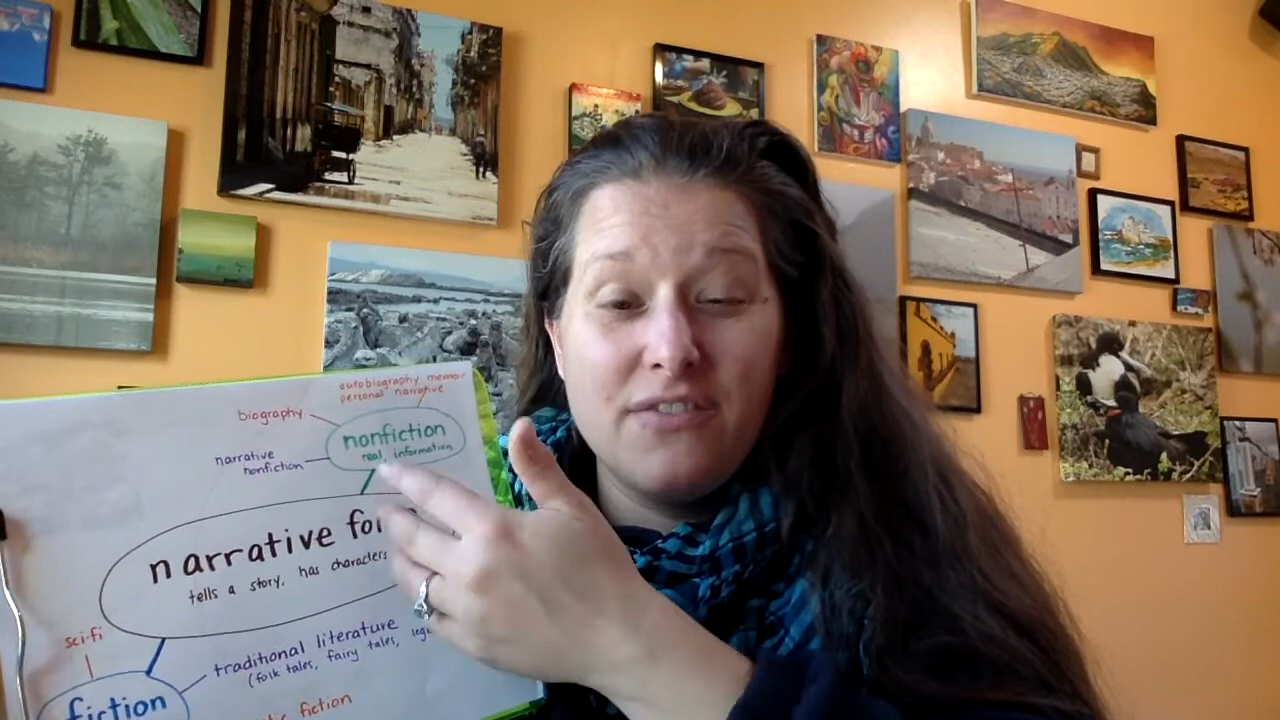 autobiography memoir
personal narrative
biography
nonfiction
real, information
narrative
nonfiction
narrative
tells a story, has characters
sci-fi
traditional literature
(folk tales, fairy tales,
fiction
fiction